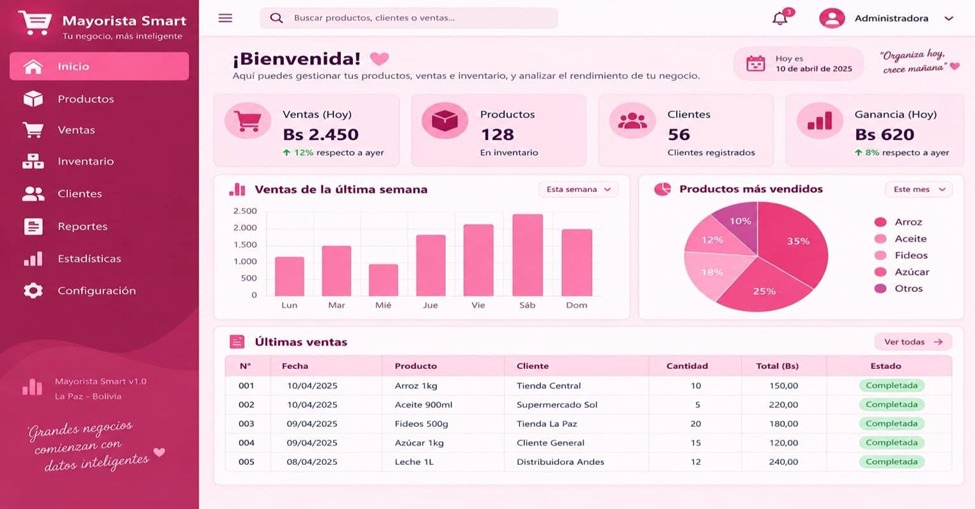 Mayorista Smart
Tu negocio, más inteligente
Inicio
Productos
Ventas
Inventario
Clientes
Reportes
Estadísticas
Configuración
Mayorista Smart v1.0
La Paz - Bolivia
"Grandes negocios
comienzan con
datos inteligentes
Buscar productos, clientes o ventas...
3
Administradora
¡Bienvenida!
Aquí puedes gestionar tus productos, ventas e inventario, y analizar el rendimiento de tu negocio.
Hoy es
10 de abril de 2025
"Organiza hoy,
crece mañana"
Ventas (Hoy)
Bs 2.450
↑ 12% respecto a ayer
Productos
128
En inventario
Clientes
56
Clientes registrados
Ganancia (Hoy)
Bs 620
↑ 8% respecto a ayer
Ventas de la última semana
Esta semana
2.500
2.000
1.500
1.000
500
0
Lun Mar Mié Jue Vie Sáb Dom
Productos más vendidos
Este mes
35%
25%
18%
12%
10%
Arroz
Aceite
Fideos
Azúcar
Otros
Últimas ventas
Ver todas →
N° Fecha Producto Cliente Cantidad Total (Bs) Estado
001 10/04/2025 Arroz 1kg Tienda Central 10 150,00 Completada
002 10/04/2025 Aceite 900ml Supermercado Sol 5 220,00 Completada
003 09/04/2025 Fideos 500g Tienda La Paz 20 180,00 Completada
004 09/04/2025 Azúcar 1kg Cliente General 15 120,00 Completada
005 08/04/2025 Leche 1L Distribuidora Andes 12 240,00 Completada